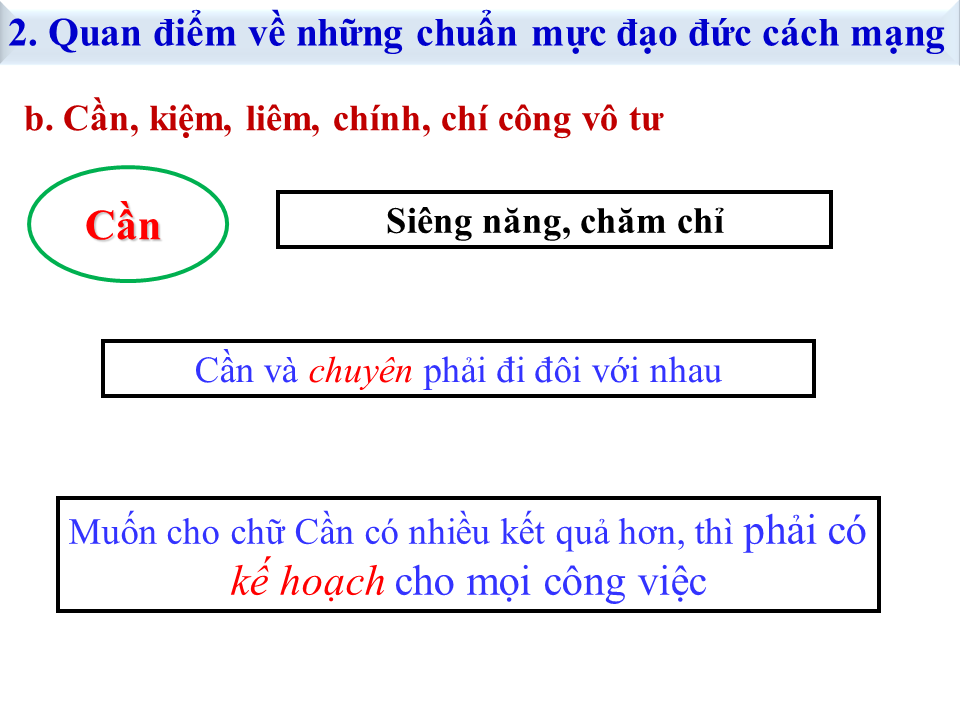 2. Quan điểm về những chuẩn mực đạo đức cách mạng
b. Cần, kiệm, liêm, chính, chí công vô tư
Cần
Siêng năng, chăm chỉ
Cần và chuyên phải đi đôi với nhau
Muốn cho chữ Cần có nhiều kết quả hơn, thì phải có
kế hoạch cho mọi công việc